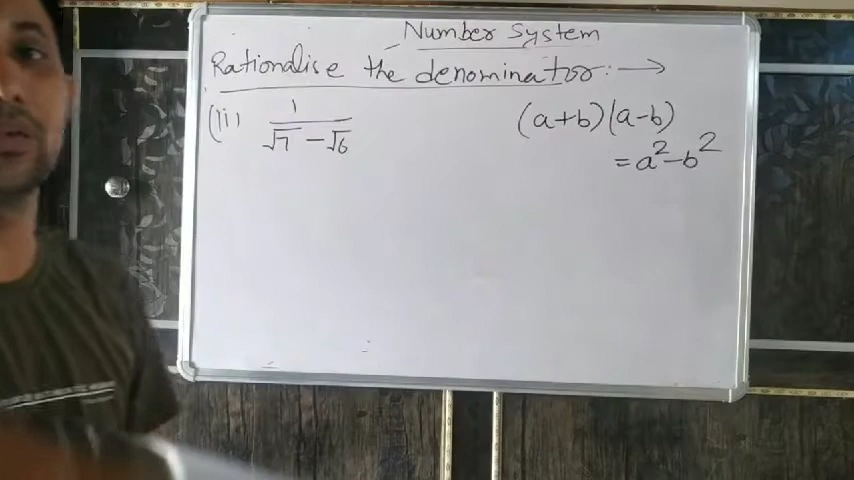 Number System
Rationalise the denominator :→
(ii) 1/(√7 - √6)
(a+b)(a-b)
= a² - b²